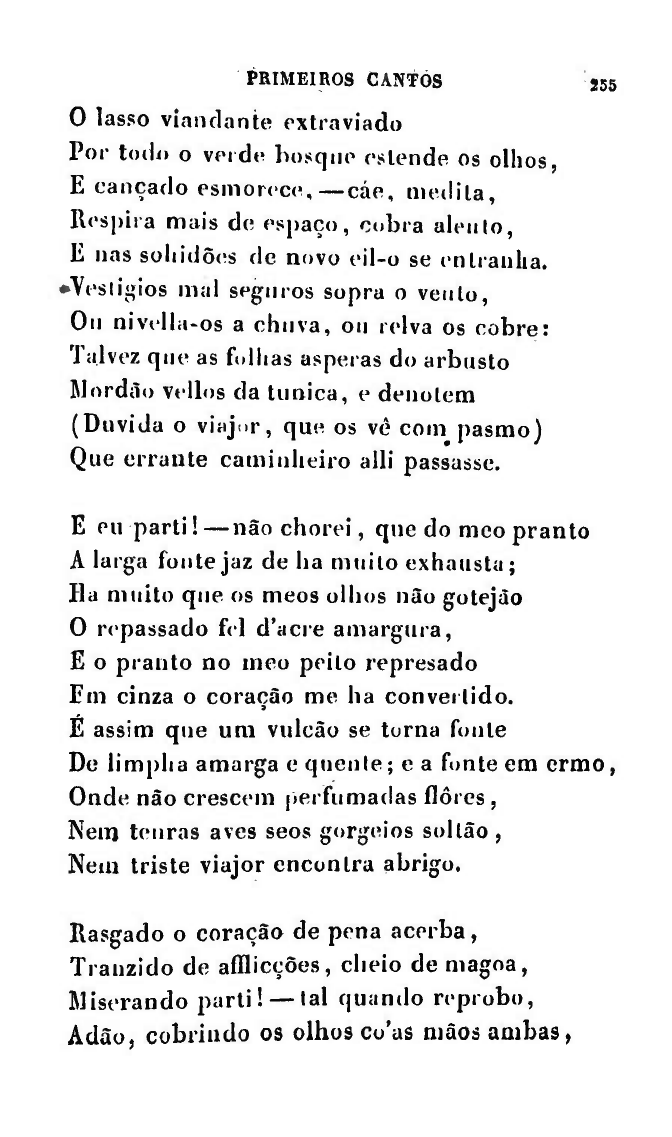 PRIMEIROS CANTOS 255
O lasso viandante extraviado
Por todo o verde bosque estende os olhos,
E cançado esmorece, — cáe, medita,
Respira mais de espaço, cobra alento,
E nas solidões de novo eil-o se entranha.
Vestigios mal seguros sopra o vento,
Ou nivella-os a chuva, ou relva os cobre:
Talvez que as folhas asperas do arbusto
Mordão vellos da tunica, e denotem
(Duvida o viajor, que os vê com pasmo)
Que errante caminheiro alli passasse.
E eu parti! — não chorei, que do meo pranto
A larga fonte jaz de ha muito exhausta;
Ha muito que os meos olhos não gotejão
O repassado fel d'acre amargura,
E o pranto no meo peito represado
Em cinza o coração me ha convertido.
É assim que um vulcão se torna fonte
De limpha amarga e quente; e a fonte em ermo,
Onde não crescem perfumadas flôres,
Nem tenras aves seos gorgeios soltão,
Nem triste viajor encontra abrigo.
Rasgado o coração de pena acerba,
Tranzido de afflicções, cheio de magoa,
Miserando parti! — tal quando reprobo,
Adão, cobrindo os olhos co'as mãos ambas,